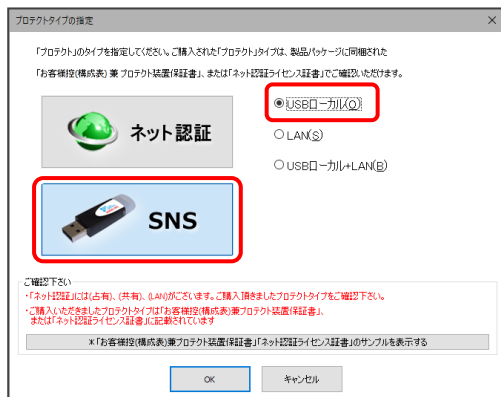 プロテクトタイプの指定
「プロテクト」のタイプを指定してください。ご購入された「プロテクト」タイプは、製品パッケージに同梱された
「お客様控(構成表) 兼 プロテクト装置保証書」、または「ネット認証ライセンス証書」でご確認いただけます。
ネット認証
USBローカル(O)
LAN(S)
USBローカル+LAN(B)
SNS
ご確認下さい
・「ネット認証」には(占有)、(共有)、(LAN)がございます。ご購入頂きましたプロテクトタイプをご確認下さい。
・ご購入いただきましたプロテクトタイプは「お客様控(構成表)兼プロテクト装置保証書」、
または「ネット認証ライセンス証書」に記載されています
*「お客様控(構成表)兼プロテクト装置保証書」「ネット認証ライセンス証書」のサンプルを表示する
OK
キャンセル